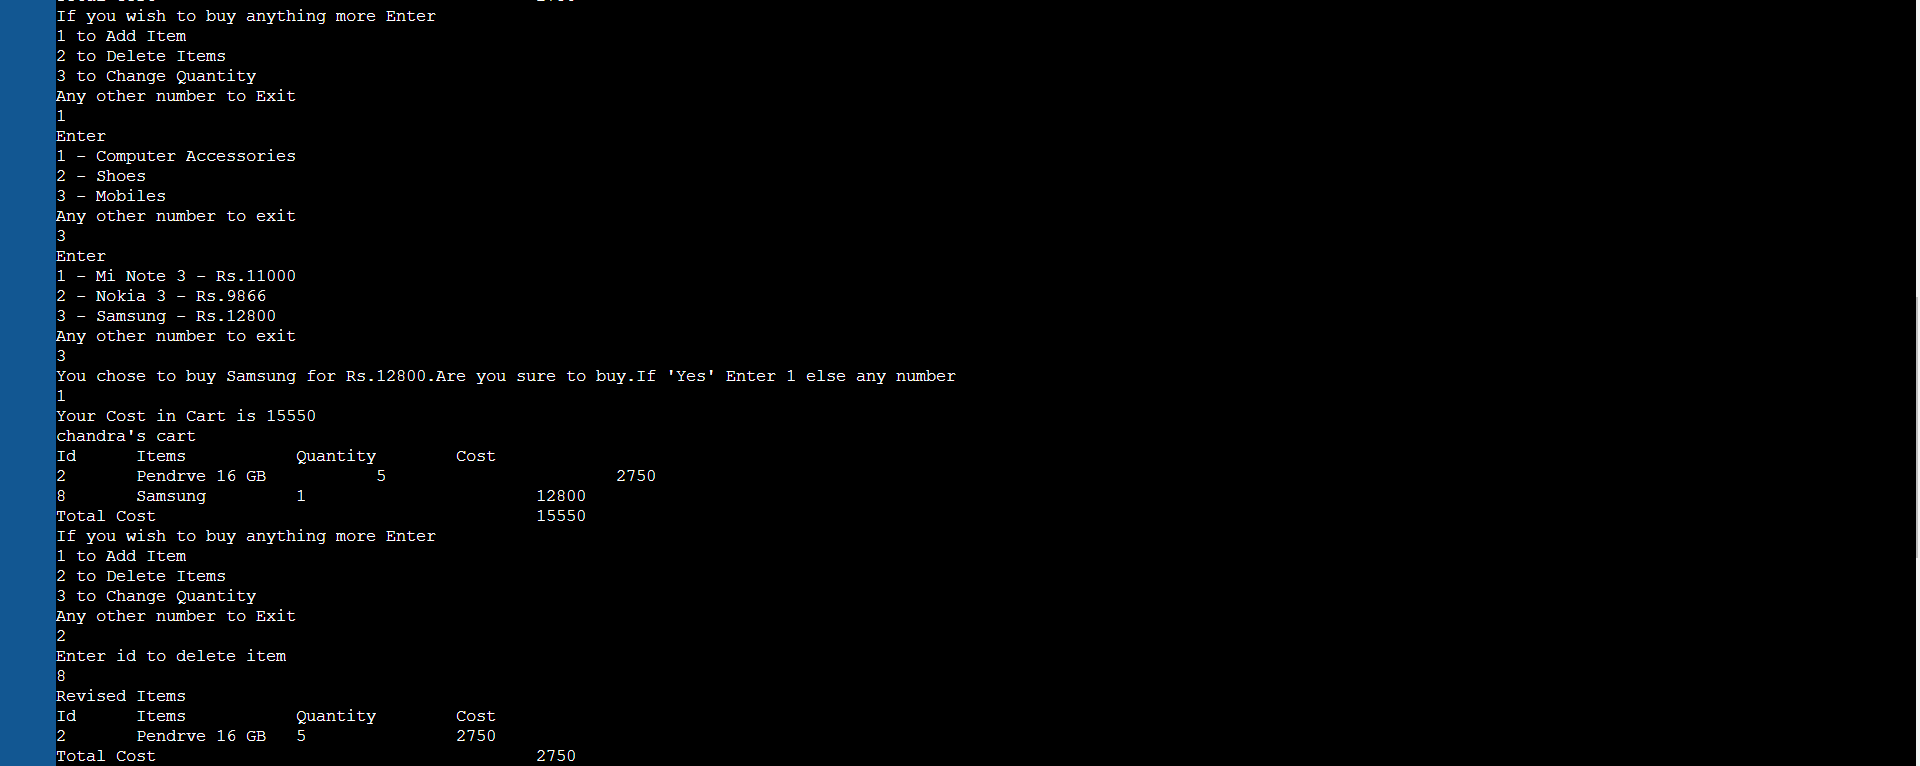 If you wish to buy anything more Enter
1 to Add Item
2 to Delete Items
3 to Change Quantity
Any other number to Exit
1
Enter
1 - Computer Accessories
2 - Shoes
3 - Mobiles
Any other number to exit
3
Enter
1 - Mi Note 3 - Rs.11000
2 - Nokia 3 - Rs.9866
3 - Samsung - Rs.12800
Any other number to exit
3
You chose to buy Samsung for Rs.12800.Are you sure to buy.If 'Yes' Enter 1 else any number
1
Your Cost in Cart is 15550
chandra's cart
Id Items Quantity Cost
2 Pendrve 16 GB 5 2750
8 Samsung 1 12800
Total Cost 15550
If you wish to buy anything more Enter
1 to Add Item
2 to Delete Items
3 to Change Quantity
Any other number to Exit
2
Enter id to delete item
8
Revised Items
Id Items Quantity Cost
2 Pendrve 16 GB 5 2750
Total Cost 2750